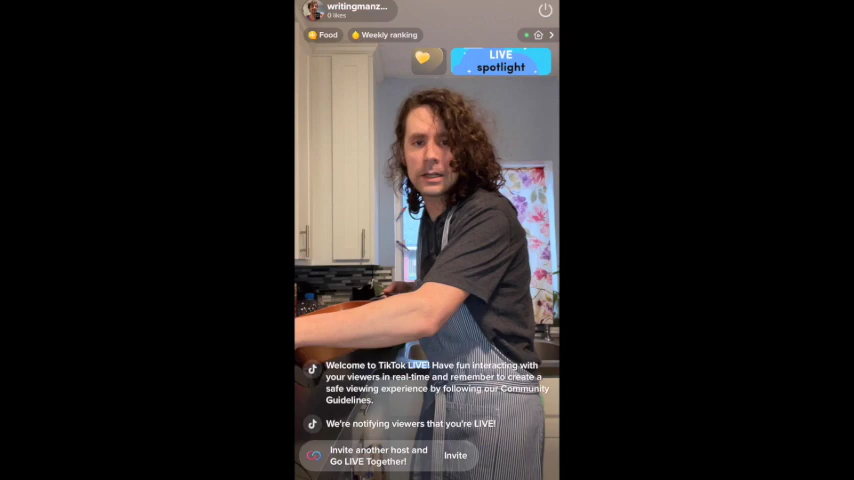 writingmanz...
0 likes
Food
Weekly ranking
LIVE
spotlight
Welcome to TikTok LIVE! Have fun interacting with
your viewers in real-time and remember to create a
safe viewing experience by following our Community
Guidelines.
We're notifying viewers that you're LIVE!
Invite another host and
Go LIVE Together!
Invite